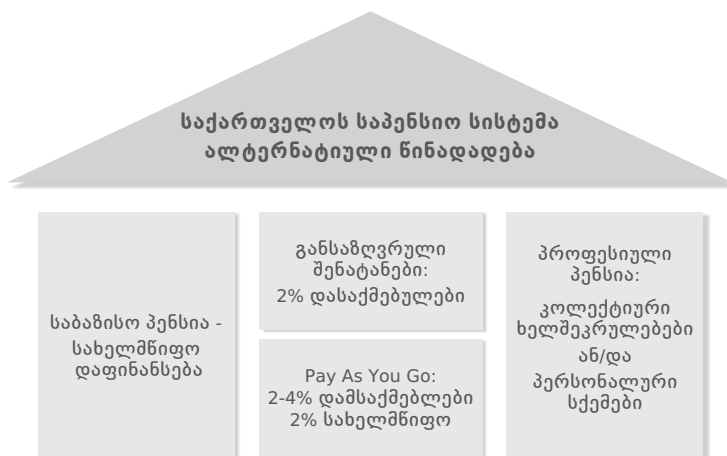 საქართველოს საპენსიო სისტემა
ალტერნატიული წინადადება
საბაზისო პენსია -
სახელმწიფო
დაფინანსება
განსაზღვრული
შენატანები:
2% დასაქმებულები
Pay As You Go:
2-4% დამსაქმებლები
2% სახელმწიფო
პროფესიული
პენსია:
კოლექტიური
ხელშეკრულებები
ან/და
პერსონალური
სქემები